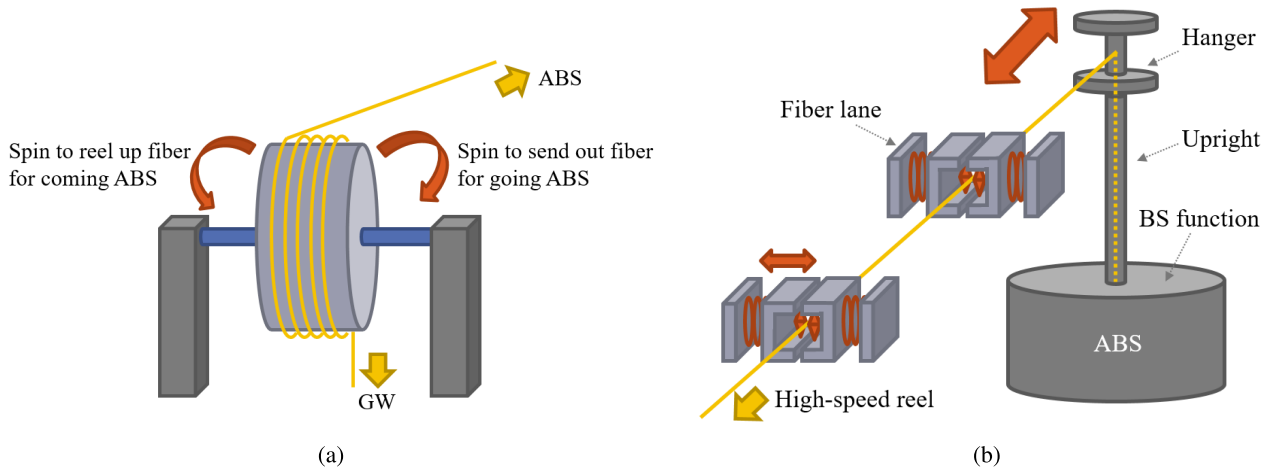 ABS
Spin to reel up fiber
for coming ABS
Spin to send out fiber
for going ABS
GW
(a)
Hanger
Fiber lane
Upright
BS function
ABS
High-speed reel
(b)